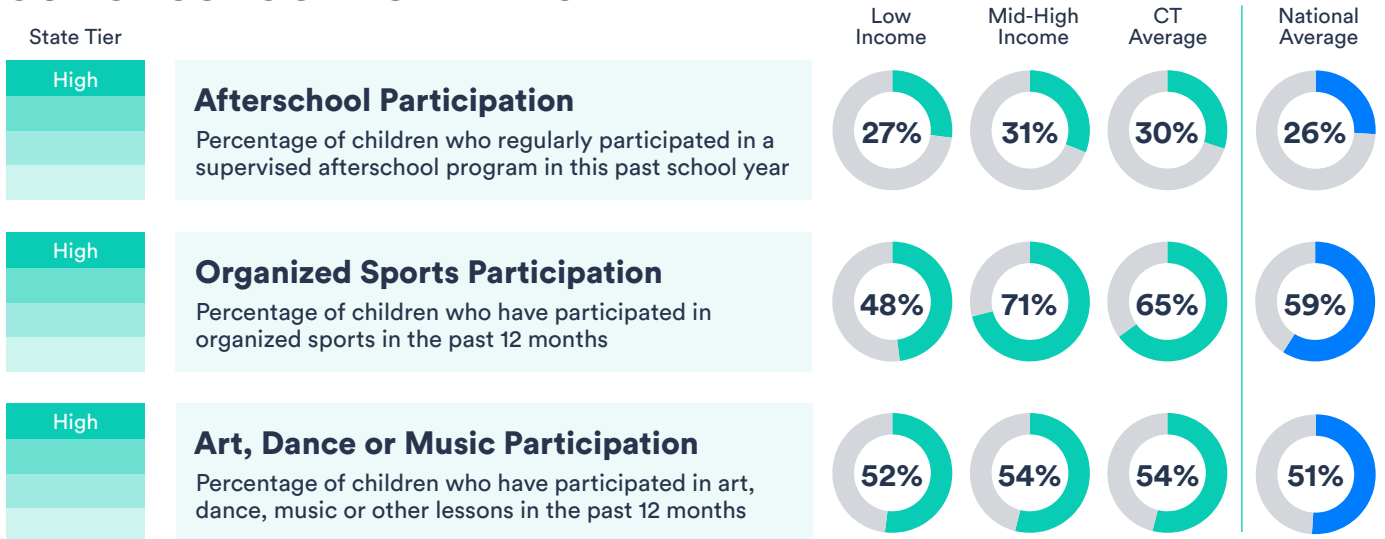 State Tier
Low
Income
Mid-High
Income
CT
Average
National
Average
High
Afterschool Participation
Percentage of children who regularly participated in a
supervised afterschool program in this past school year
27%
31%
30%
26%
High
Organized Sports Participation
Percentage of children who have participated in
organized sports in the past 12 months
48%
71%
65%
59%
High
Art, Dance or Music Participation
Percentage of children who have participated in art,
dance, music or other lessons in the past 12 months
52%
54%
54%
51%